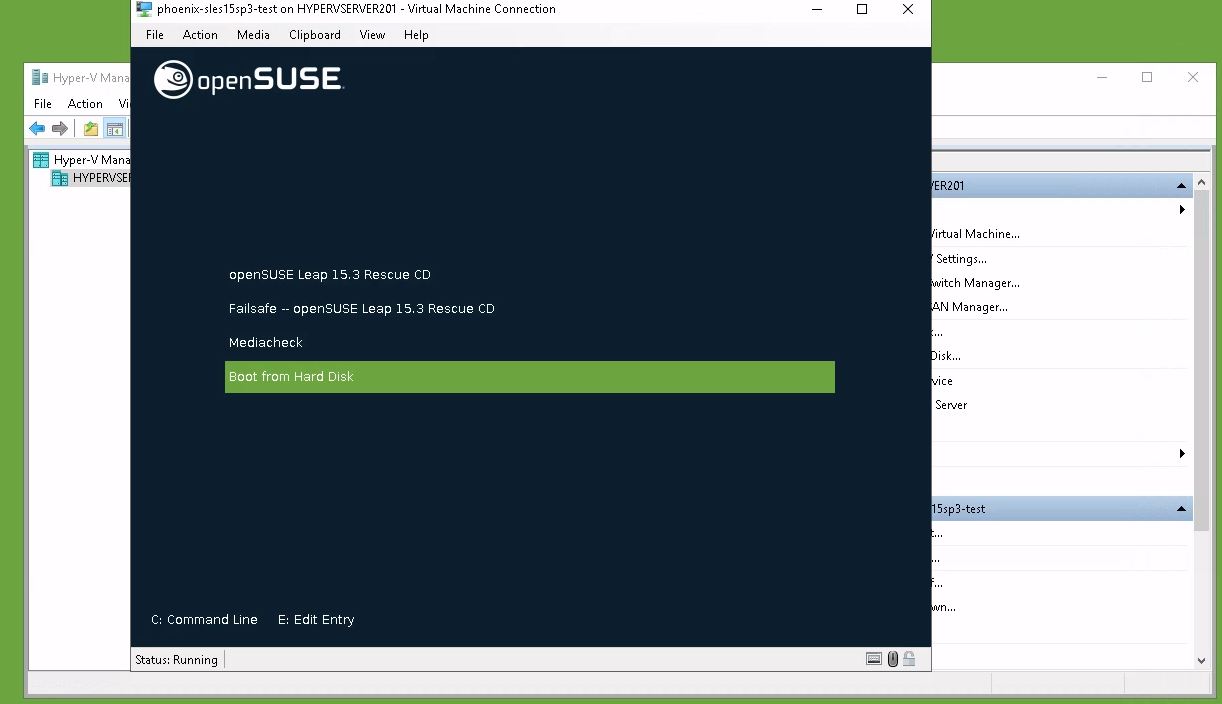 phoenix-sles15sp3-test on HYPERVSERVER201 - Virtual Machine Connection
File Action Media Clipboard View Help
openSUSE
Hyper-V Mana
File Action Vi
Hyper-V Mana
HYPERVSER
VER201
Virtual Machine...
Settings...
witch Manager...
AN Manager...
k...
Disk...
vice
Server
15sp3-test
t...
...
f...
wn...
openSUSE Leap 15.3 Rescue CD
Failsafe -- openSUSE Leap 15.3 Rescue CD
Mediacheck
Boot from Hard Disk
C: Command Line E: Edit Entry
Status: Running